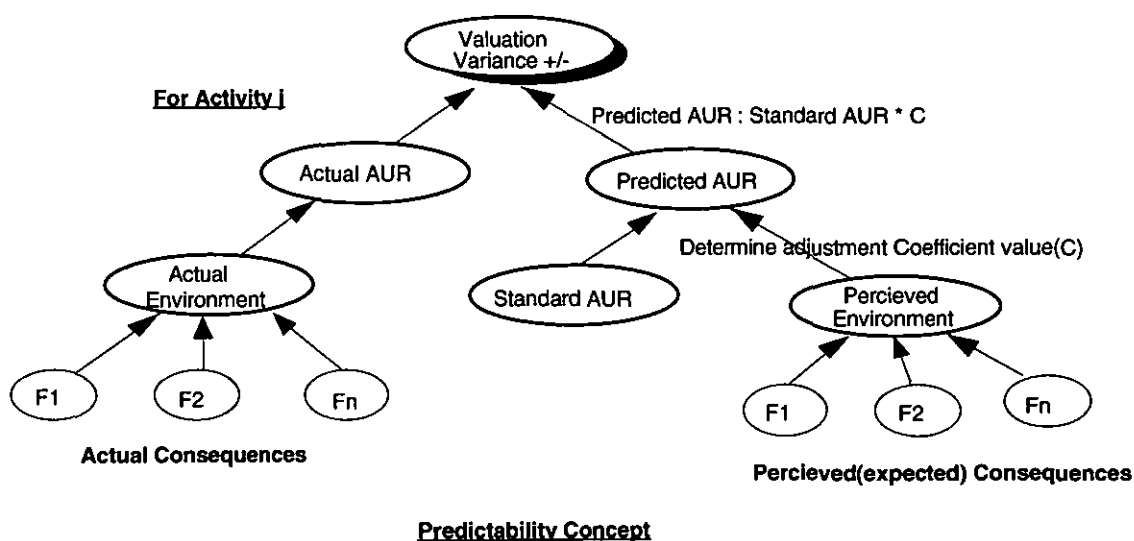 Valuation
Variance +/-
For Activity j
Predicted AUR : Standard AUR * C
Actual AUR
Predicted AUR
Determine adjustment Coefficient value(C)
Actual
Environment
Standard AUR
Percieved
Environment
F1
F2
Fn
F1
F2
Fn
Actual Consequences
Percieved(expected) Consequences
Predictability Concept